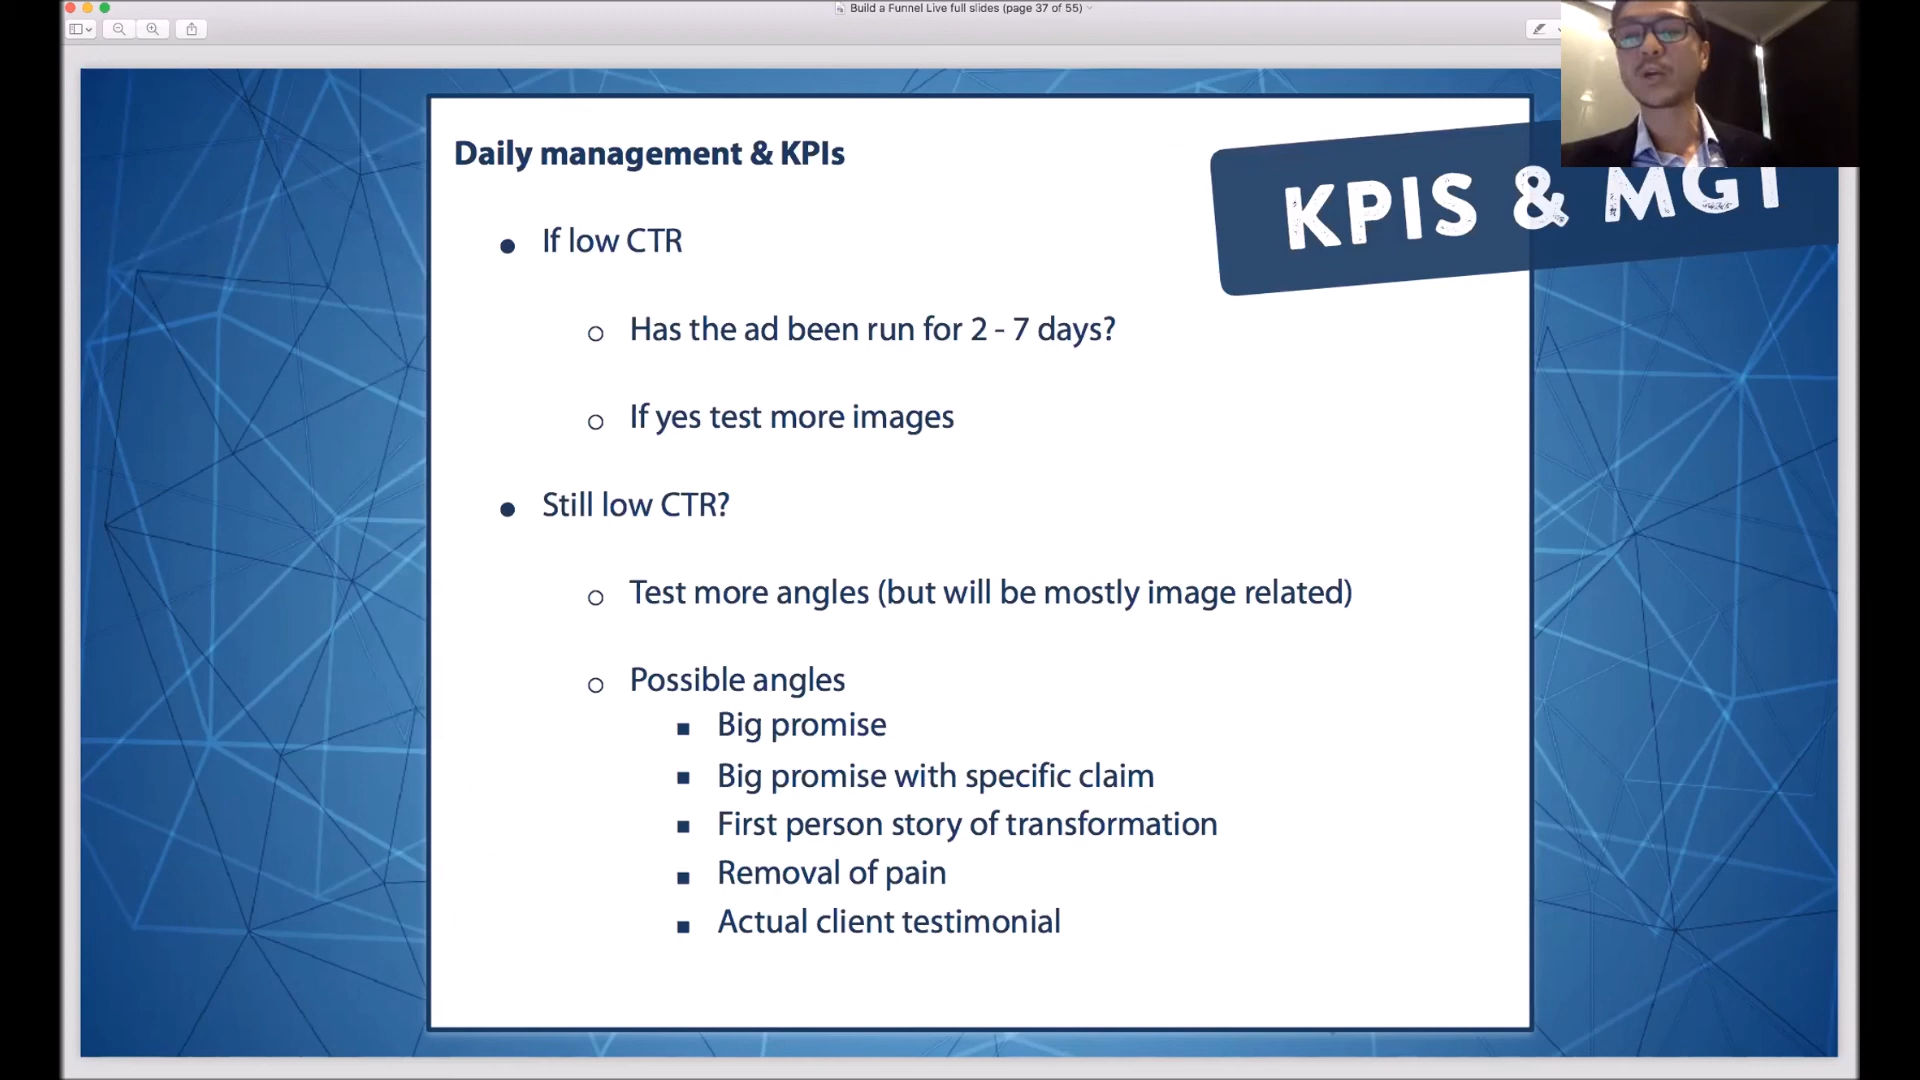 Build a Funnel Live full slides (page 37 of 55)
Daily management & KPIs
KPIS & MGT
If low CTR
Has the ad been run for 2 - 7 days?
If yes test more images
Still low CTR?
Test more angles (but will be mostly image related)
Possible angles
Big promise
Big promise with specific claim
First person story of transformation
Removal of pain
Actual client testimonial